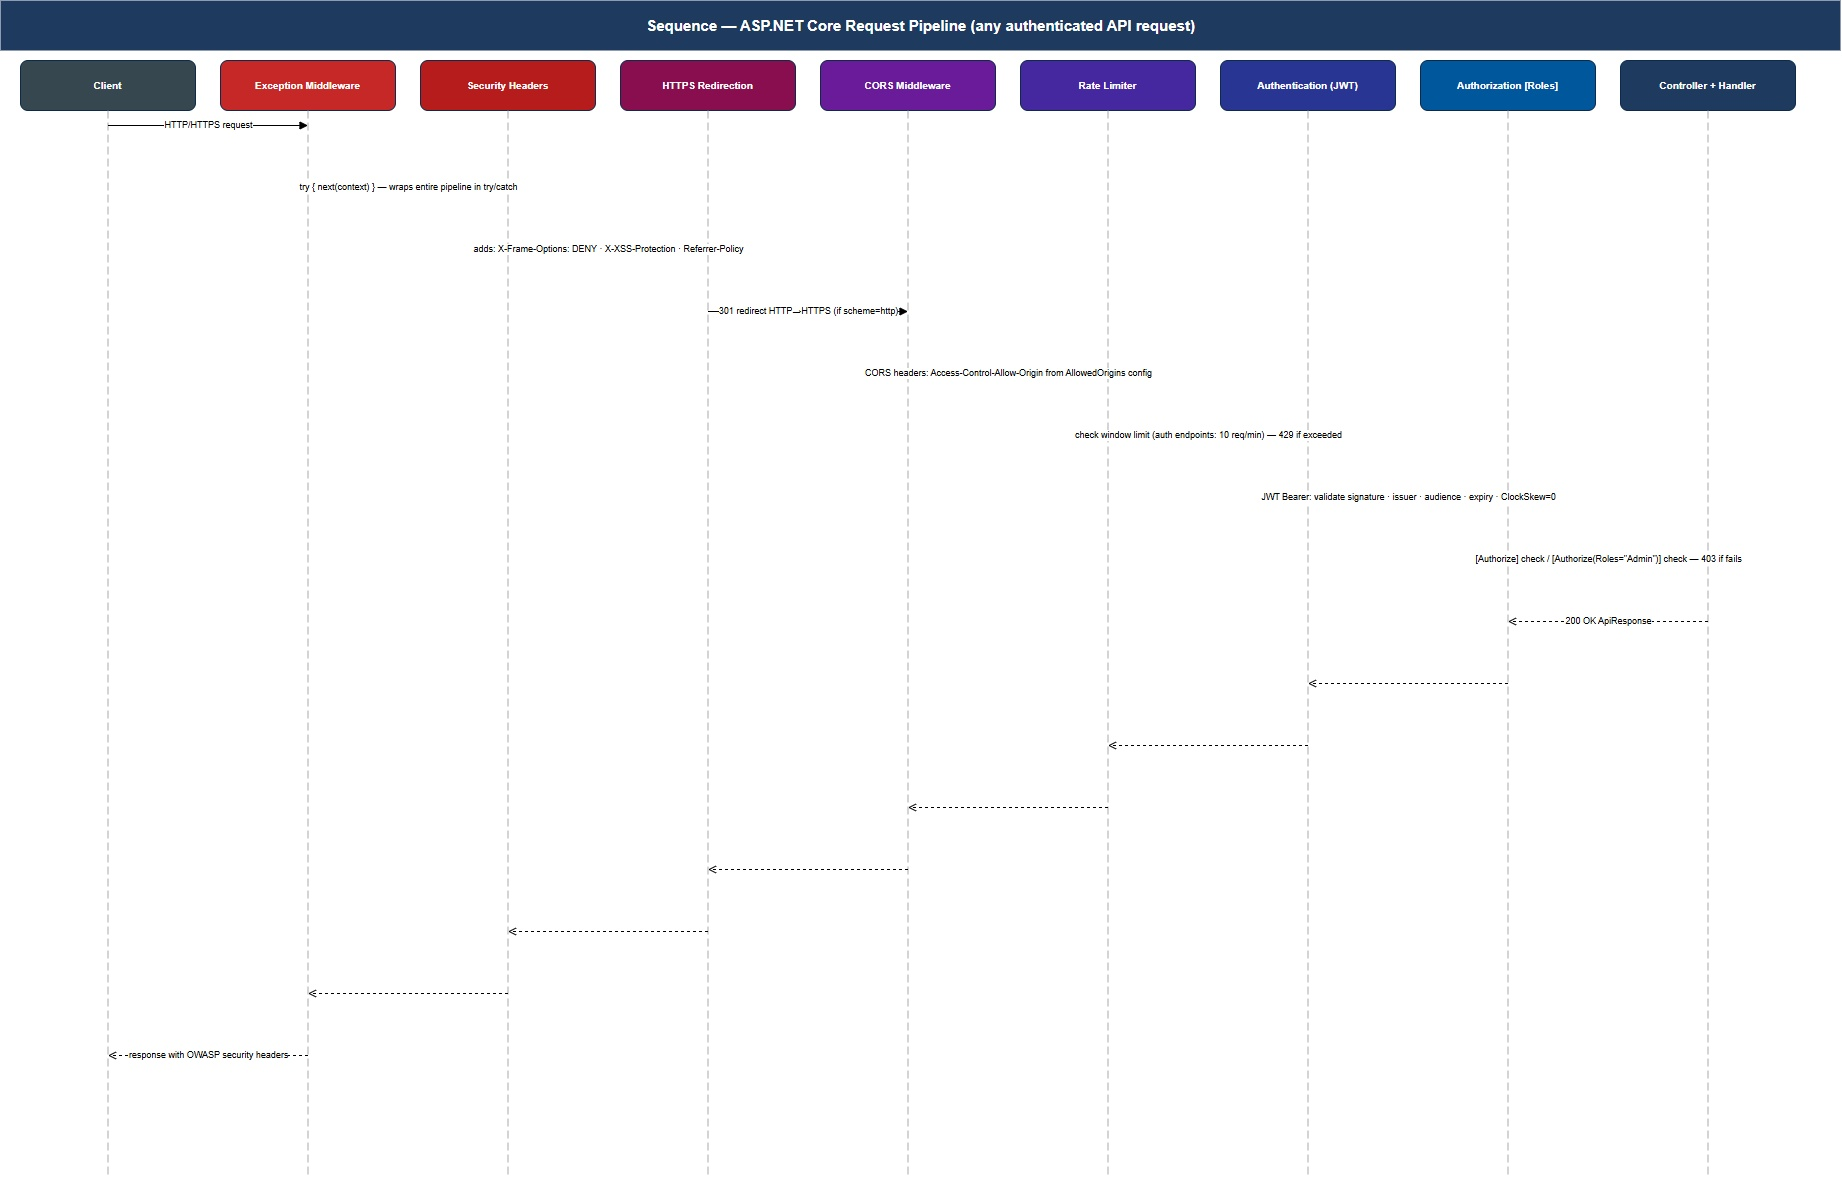 Sequence — ASP.NET Core Request Pipeline (any authenticated API request)
Client
Exception Middleware
Security Headers
HTTPS Redirection
CORS Middleware
Rate Limiter
Authentication (JWT)
Authorization [Roles]
Controller + Handler
HTTP/HTTPS request
try { next(context) } — wraps entire pipeline in try/catch
adds: X-Frame-Options: DENY · X-XSS-Protection · Referrer-Policy
301 redirect HTTP→HTTPS (if scheme=http)
CORS headers: Access-Control-Allow-Origin from AllowedOrigins config
check window limit (auth endpoints: 10 req/min) — 429 if exceeded
JWT Bearer: validate signature · issuer · audience · expiry · ClockSkew=0
[Authorize] check / [Authorize(Roles="Admin")] check — 403 if fails
200 OK ApiResponse
response with OWASP security headers